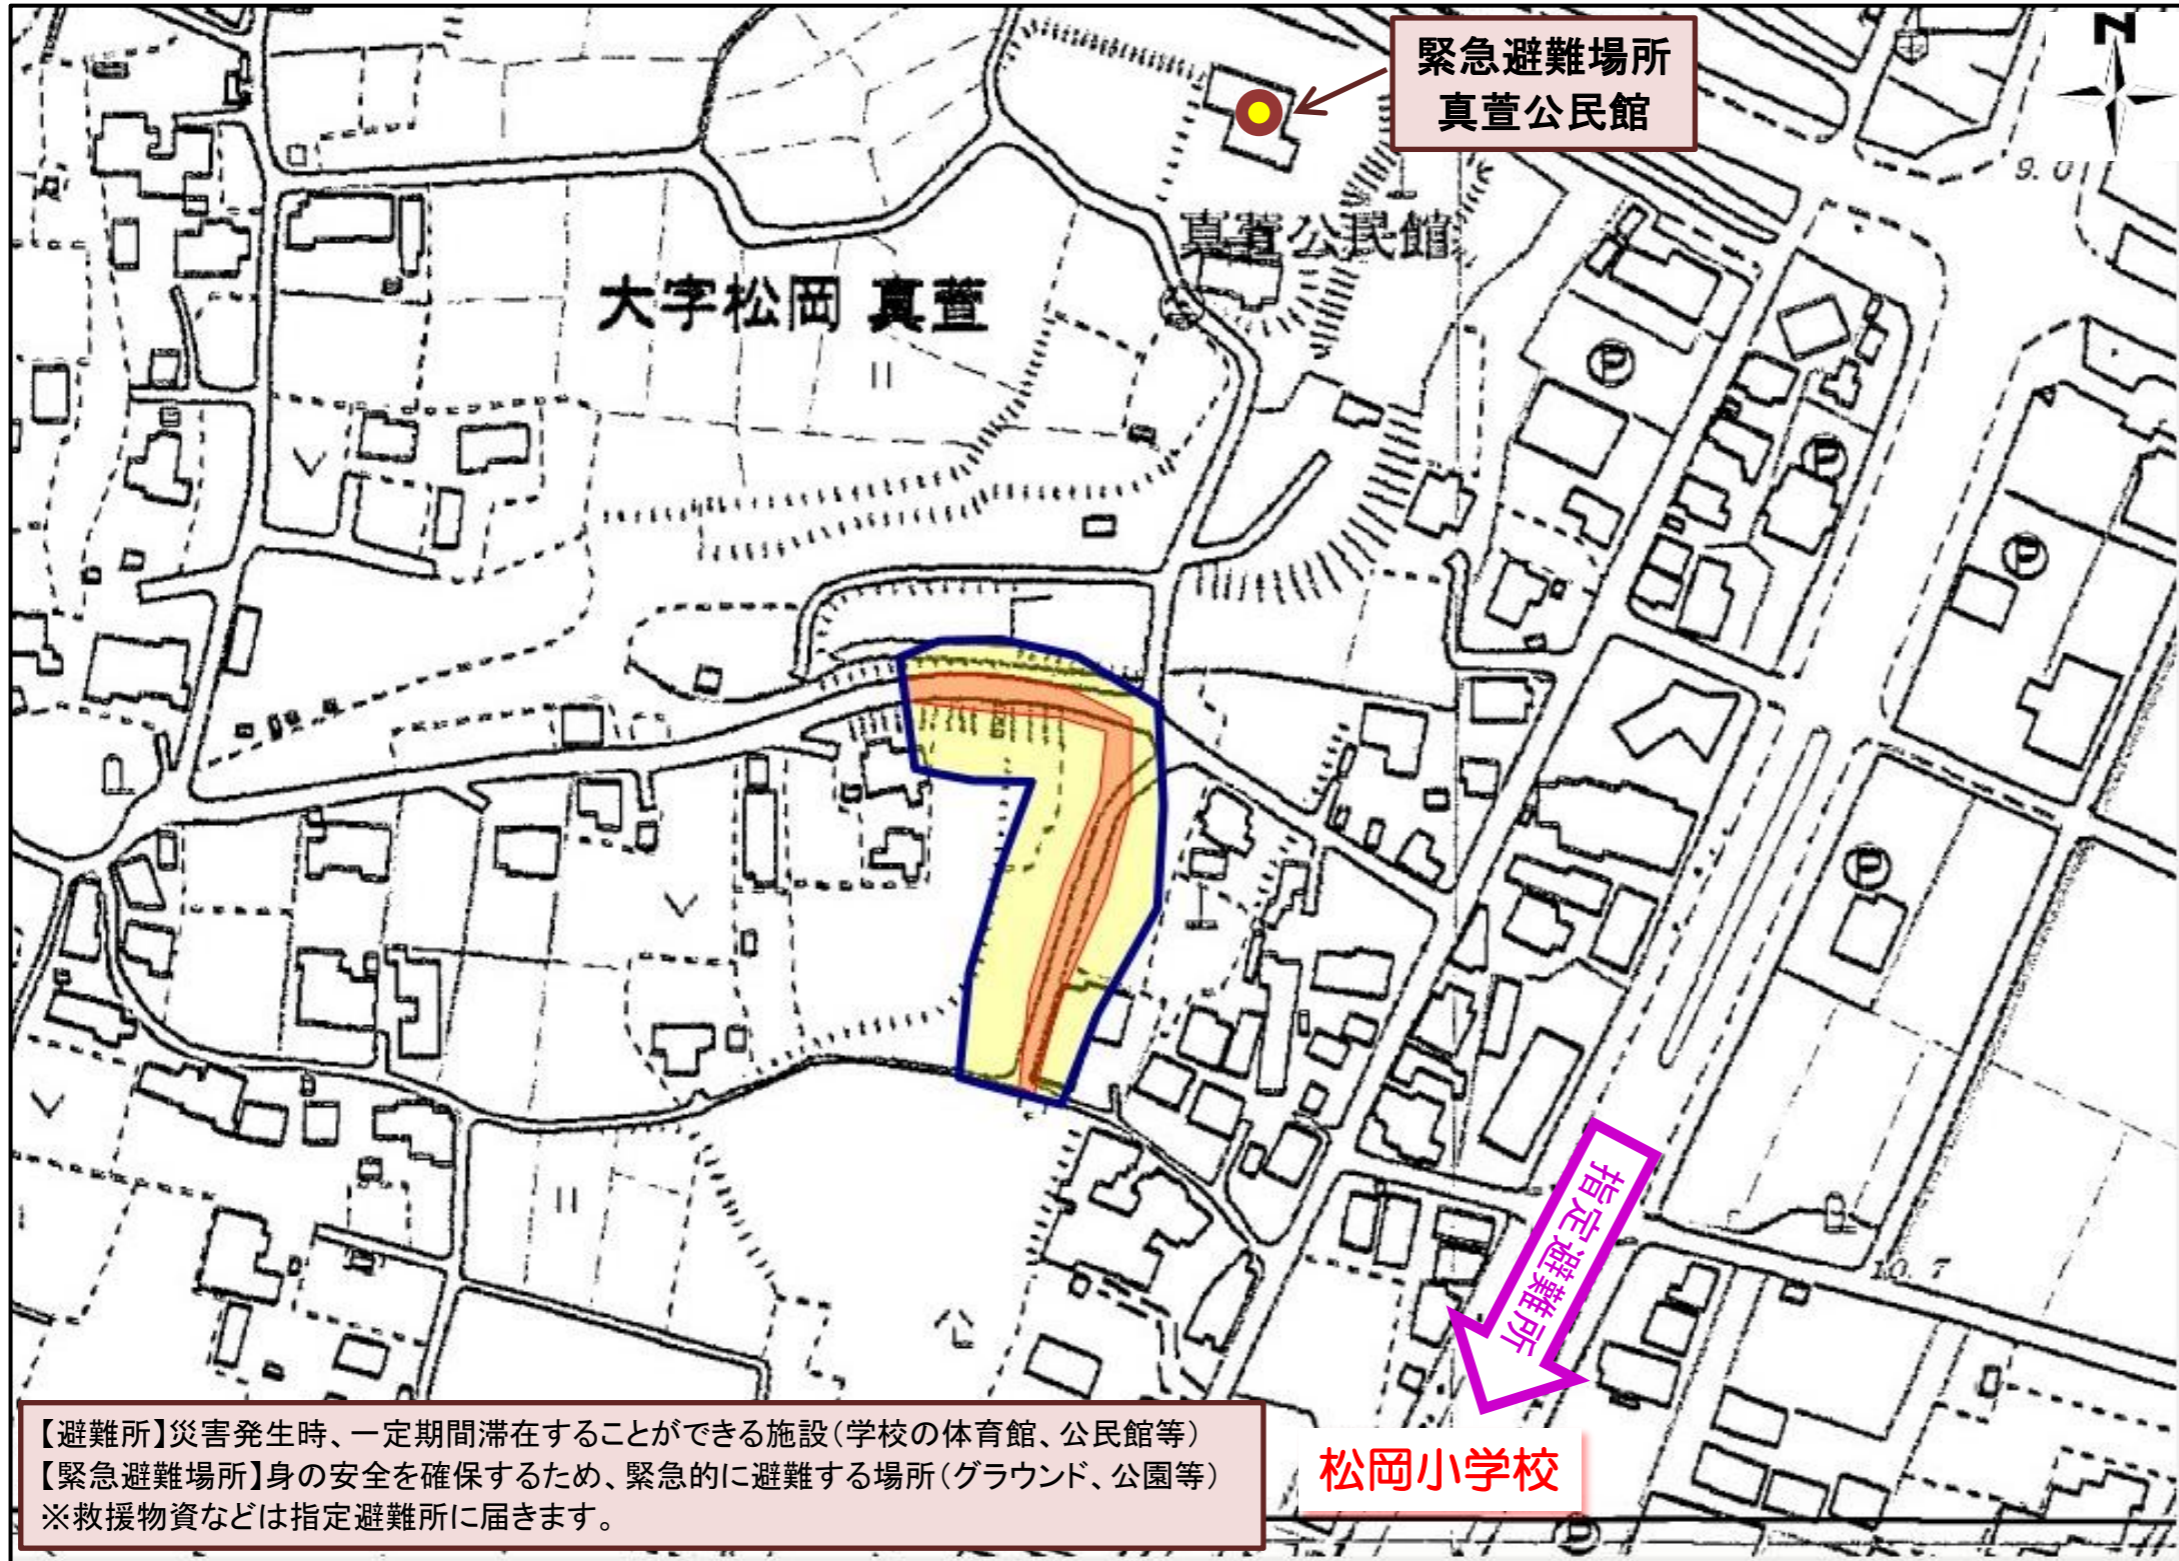 緊急避難場所
真萱公民館
N
9.0
真萱公民館
大字松岡 真萱
P
P
P
P
指定避難所
10.7
松岡小学校
【避難所】災害発生時、一定期間滞在することができる施設(学校の体育館、公民館等)
【緊急避難場所】身の安全を確保するため、緊急的に避難する場所(グラウンド、公園等)
※救援物資などは指定避難所に届きます。